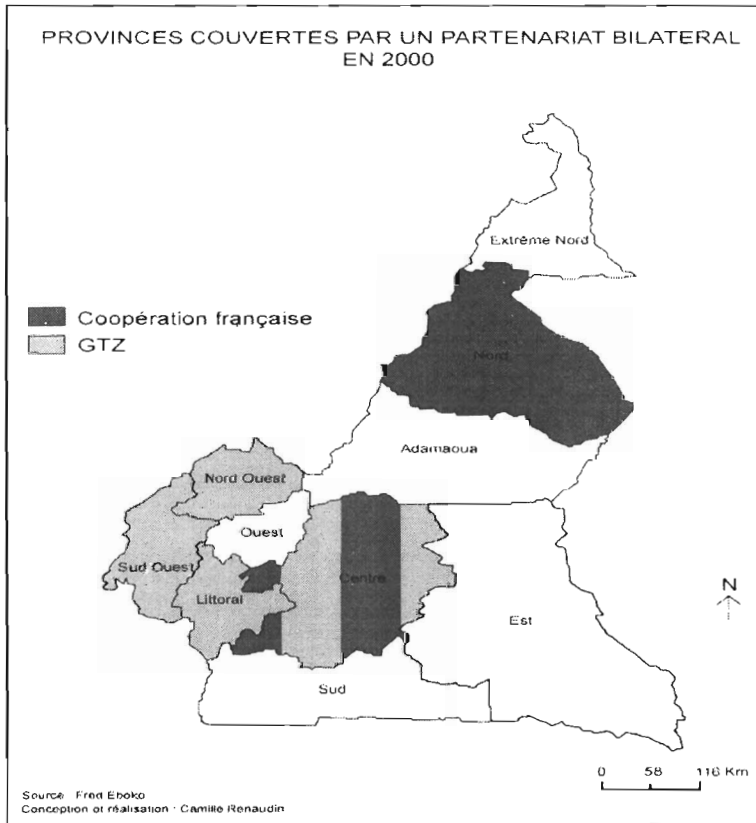 PROVINCES COUVERTES PAR UN PARTENARIAT BILATERAL
EN 2000
Extrême Nord
Coopération française
GTZ
Nord
Adamaoua
Nord Ouest
Ouest
Sud Ouest
Centre
Littoral
Est
N
Sud
0 58 116 Km
Source : Fred Eboko
Conception et réalisation : Camille Renaudin